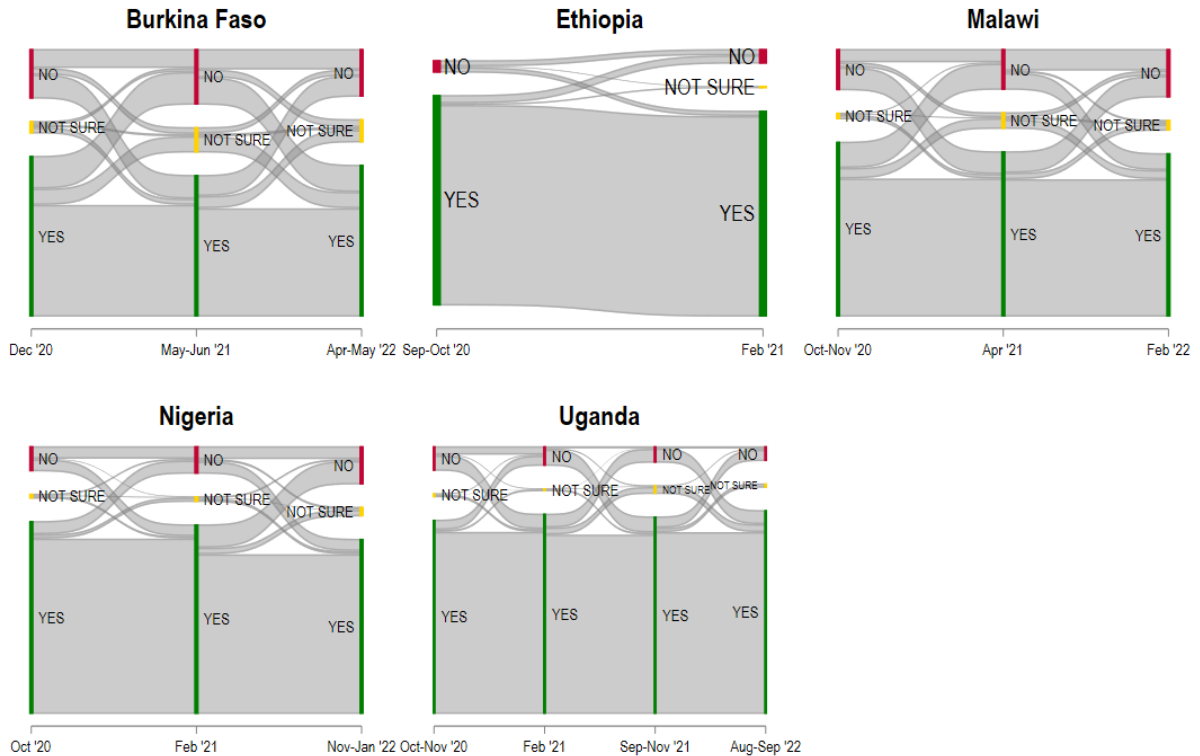 Burkina Faso
NO
NO
NO
NOT SURE
NOT SURE
NOT SURE
YES
YES
YES
Dec '20
May-Jun '21
Apr-May '22
Ethiopia
NO
NO
NOT SURE
YES
YES
Sep-Oct '20
Feb '21
Malawi
NO
NO
NO
NOT SURE
NOT SURE
NOT SURE
YES
YES
YES
Oct-Nov '20
Apr '21
Feb '22
Nigeria
NO
NO
NO
NOT SURE
NOT SURE
NOT SURE
YES
YES
YES
Oct '20
Feb '21
Nov-Jan '22
Uganda
NO
NO
NO
NO
NOT SURE
NOT SURE
NOT SURE
NOT SURE
YES
YES
YES
YES
Oct-Nov '20
Feb '21
Sep-Nov '21
Aug-Sep '22